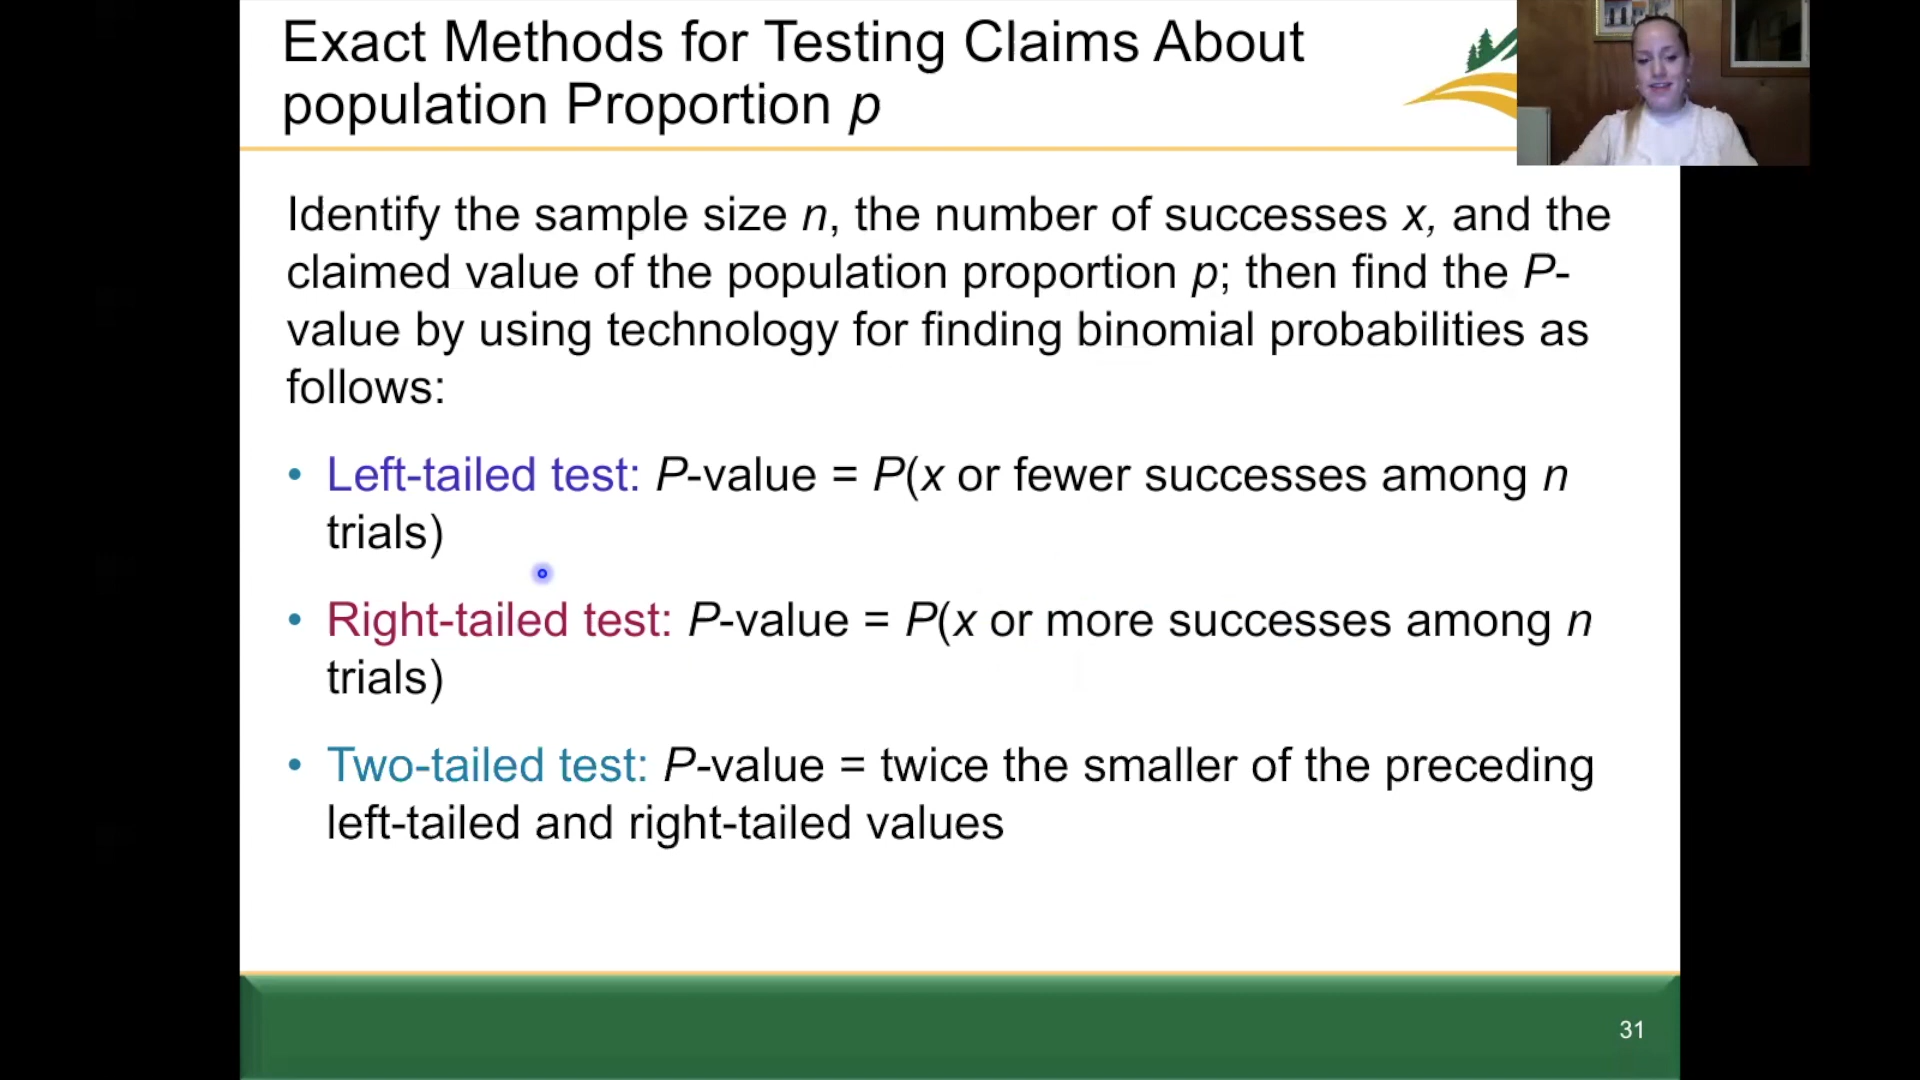 Exact Methods for Testing Claims About
population Proportion p
Identify the sample size n, the number of successes x, and the
claimed value of the population proportion p; then find the P-
value by using technology for finding binomial probabilities as
follows:
• Left-tailed test: P-value = P(x or fewer successes among n
trials)
• Right-tailed test: P-value = P(x or more successes among n
trials)
• Two-tailed test: P-value = twice the smaller of the preceding
left-tailed and right-tailed values
31